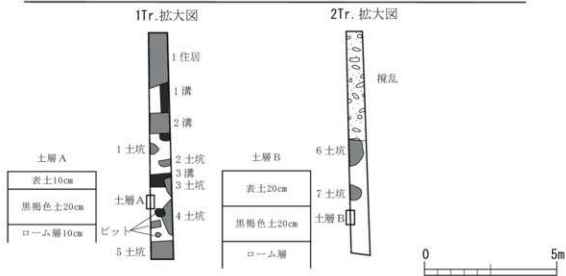 1Tr.拡大図
2Tr.拡大図
1住居
撹乱
1溝
2溝
土層A
1土坑
2土坑
土層B
6土坑
3溝
3土坑
表土10cm
土層A
表土20cm
7土坑
黒褐色土20cm
4土坑
黒褐色土20cm
土層B
ローム層10cm
ピット
5土坑
ローム層
0
5m